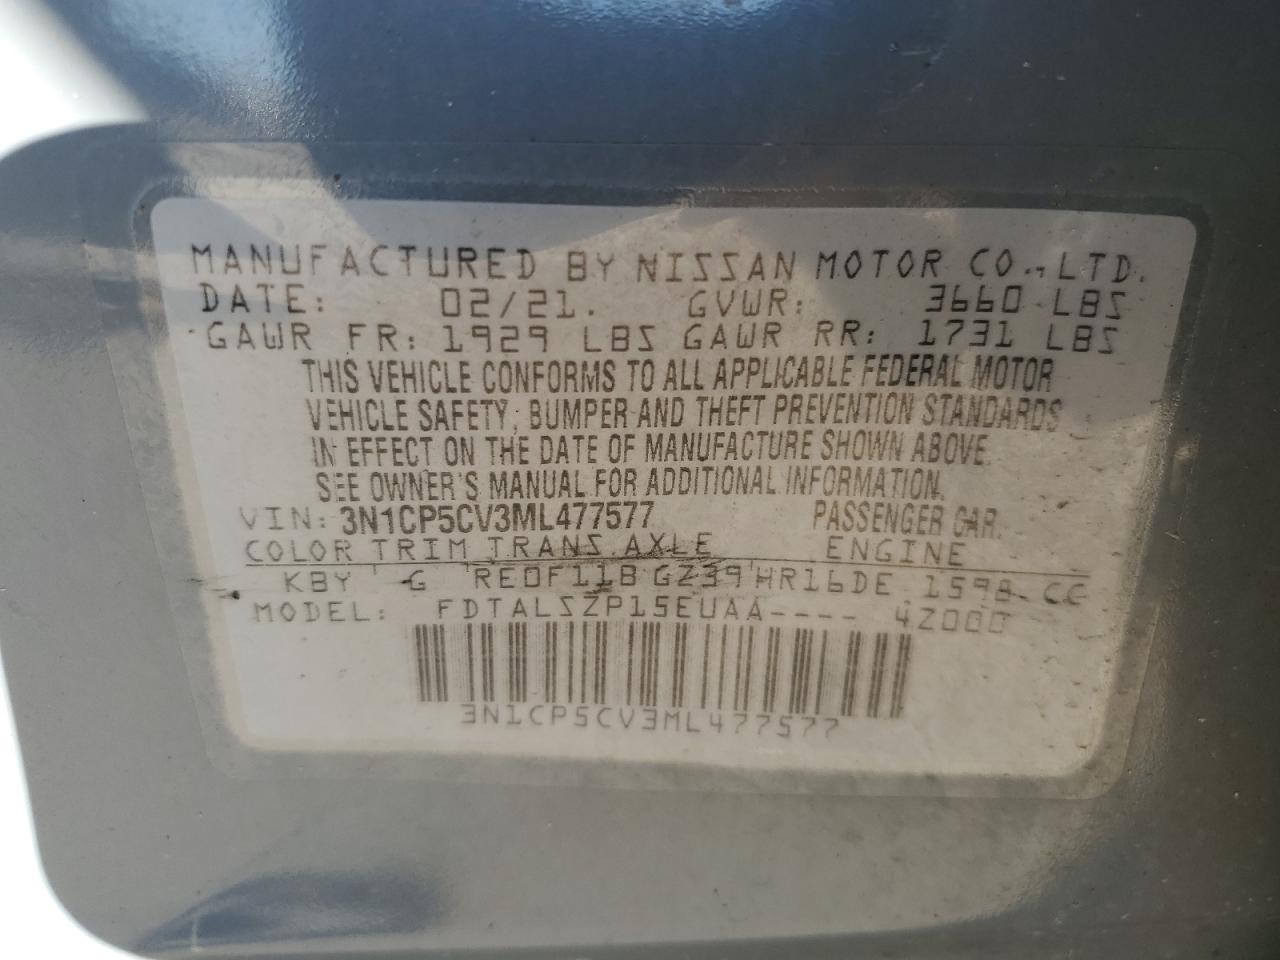 MANUFACTURED BY NISSAN MOTOR CO., LTD.
DATE: 02/21. GVWR: 3660 LBS
GAWR FR: 1929 LBS GAWR RR: 1731 LBS
THIS VEHICLE CONFORMS TO ALL APPLICABLE FEDERAL MOTOR
VEHICLE SAFETY, BUMPER AND THEFT PREVENTION STANDARDS
IN EFFECT ON THE DATE OF MANUFACTURE SHOWN ABOVE
SEE OWNER'S MANUAL FOR ADDITIONAL INFORMATION.
VIN: 3N1CP5CV3ML477577 PASSENGER CAR.
COLOR TRIM TRANS. AXLE ENGINE
KBY G RE0F11B GZ39 HR16DE 1598 CC
MODEL: FDTALSZP15EUAA---- 4Z000
3N1CP5CV3ML477577